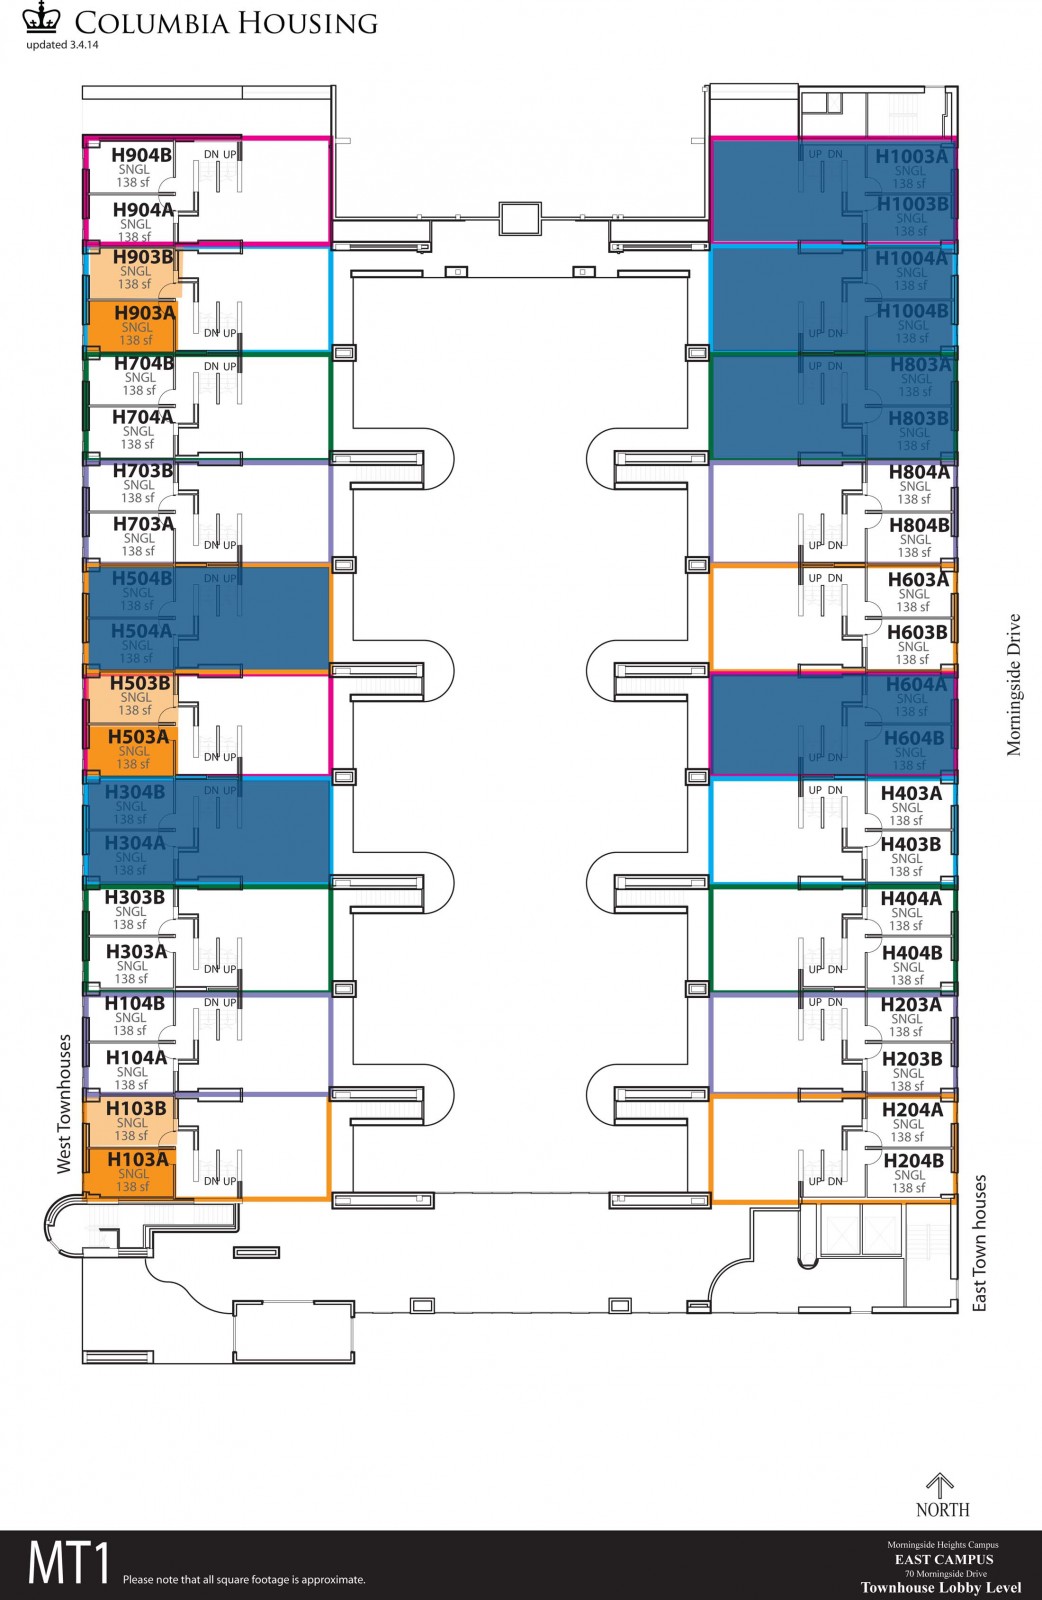 COLUMBIA HOUSING
updated 3.4.14
H904B
SNGL
138 sf
H904A
SNGL
138 sf
DN UP
H903B
SNGL
138 sf
H903A
SNGL
138 sf
DN UP
H704B
SNGL
138 sf
H704A
SNGL
138 sf
DN UP
H703B
SNGL
138 sf
H703A
SNGL
138 sf
DN UP
H504B
SNGL
138 sf
H504A
SNGL
138 sf
DN UP
H503B
SNGL
138 sf
H503A
SNGL
138 sf
DN UP
H304B
SNGL
138 sf
H304A
SNGL
138 sf
DN UP
H303B
SNGL
138 sf
H303A
SNGL
138 sf
DN UP
H104B
SNGL
138 sf
H104A
SNGL
138 sf
DN UP
H103B
SNGL
138 sf
H103A
SNGL
138 sf
DN UP
West Townhouses
UP DN
H1003A
SNGL
138 sf
H1003B
SNGL
138 sf
H1004A
SNGL
138 sf
H1004B
SNGL
138 sf
UP DN
UP DN
H803A
SNGL
138 sf
H803B
SNGL
138 sf
H804A
SNGL
138 sf
H804B
SNGL
138 sf
UP DN
UP DN
H603A
SNGL
138 sf
H603B
SNGL
138 sf
H604A
SNGL
138 sf
H604B
SNGL
138 sf
UP DN
UP DN
H403A
SNGL
138 sf
H403B
SNGL
138 sf
H404A
SNGL
138 sf
H404B
SNGL
138 sf
UP DN
UP DN
H203A
SNGL
138 sf
H203B
SNGL
138 sf
H204A
SNGL
138 sf
H204B
SNGL
138 sf
UP DN
Morningside Drive
East Town houses
NORTH
MT1
Please note that all square footage is approximate.
Morningside Heights Campus
EAST CAMPUS
70 Morningside Drive
Townhouse Lobby Level